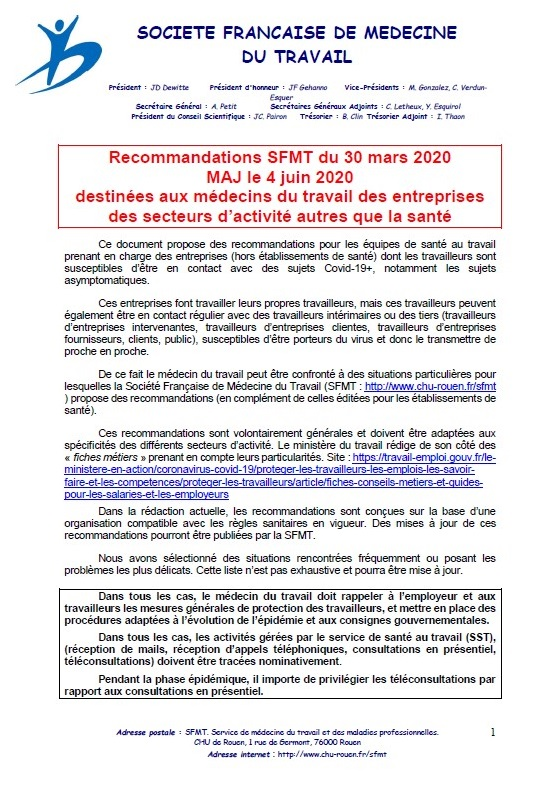 SOCIETE FRANCAISE DE MEDECINE
DU TRAVAIL
Président : JD Dewitte Président d'honneur : JF Gehanno Vice-Présidents : M. Gonzalez, C. Verdun-
Esquer
Secrétaire Général : A. Petit Secrétaires Généraux Adjoints : C. Letheux, Y. Esquirol
Président du Conseil Scientifique : JC. Pairon Trésorier : B. Clin Trésorier Adjoint : I. Thaon
Recommandations SFMT du 30 mars 2020
MAJ le 4 juin 2020
destinées aux médecins du travail des entreprises
des secteurs d'activité autres que la santé
Ce document propose des recommandations pour les équipes de santé au travail
prenant en charge des entreprises (hors établissements de santé) dont les travailleurs sont
susceptibles d'être en contact avec des sujets Covid-19+, notamment les sujets
asymptomatiques.
Ces entreprises font travailler leurs propres travailleurs, mais ces travailleurs peuvent
également être en contact régulier avec des travailleurs intérimaires ou des tiers (travailleurs
d'entreprises intervenantes, travailleurs d'entreprises clientes, travailleurs d'entreprises
fournisseurs, clients, public), susceptibles d'être porteurs du virus et donc le transmettre de
proche en proche.
De ce fait le médecin du travail peut être confronté à des situations particulières pour
lesquelles la Société Française de Médecine du Travail (SFMT : http://www.chu-rouen.fr/sfmt
) propose des recommandations (en complément de celles éditées pour les établissements de
santé).
Ces recommandations sont volontairement générales et doivent être adaptées aux
spécificités des différents secteurs d'activité. Le ministère du travail rédige de son côté des
« fiches métiers » prenant en compte leurs particularités. Site : https://travail-emploi.gouv.fr/le-
ministere-en-action/coronavirus-covid-19/proteger-les-travailleurs-les-emplois-les-savoir-
faire-et-les-competences/proteger-les-travailleurs/article/fiches-conseils-metiers-et-guides-
pour-les-salaries-et-les-employeurs
Dans la rédaction actuelle, les recommandations sont conçues sur la base d'une
organisation compatible avec les règles sanitaires en vigueur. Des mises à jour de ces
recommandations pourront être publiées par la SFMT.
Nous avons sélectionné des situations rencontrées fréquemment ou posant les
problèmes les plus délicats. Cette liste n'est pas exhaustive et pourra être mise à jour.
Dans tous les cas, le médecin du travail doit rappeler à l'employeur et aux
travailleurs les mesures générales de protection des travailleurs, et mettre en place des
procédures adaptées à l'évolution de l'épidémie et aux consignes gouvernementales.
Dans tous les cas, les activités gérées par le service de santé au travail (SST),
(réception de mails, réception d'appels téléphoniques, consultations en présentiel,
téléconsultations) doivent être tracées nominativement.
Pendant la phase épidémique, il importe de privilégier les téléconsultations par
rapport aux consultations en présentiel.
Adresse postale : SFMT. Service de médecine du travail et des maladies professionnelles.
CHU de Rouen, 1 rue de Germont, 76000 Rouen
Adresse internet : http://www.chu-rouen.fr/sfmt
1